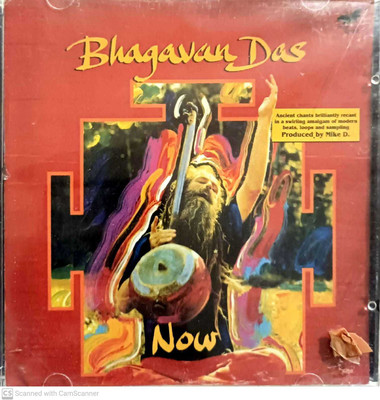 Bhagavan Das
Ancient chants brilliantly recast
in a swirling amalgam of modern
beats, loops and sampling
Produced by Mike D.
Now
CS Scanned with CamScanner